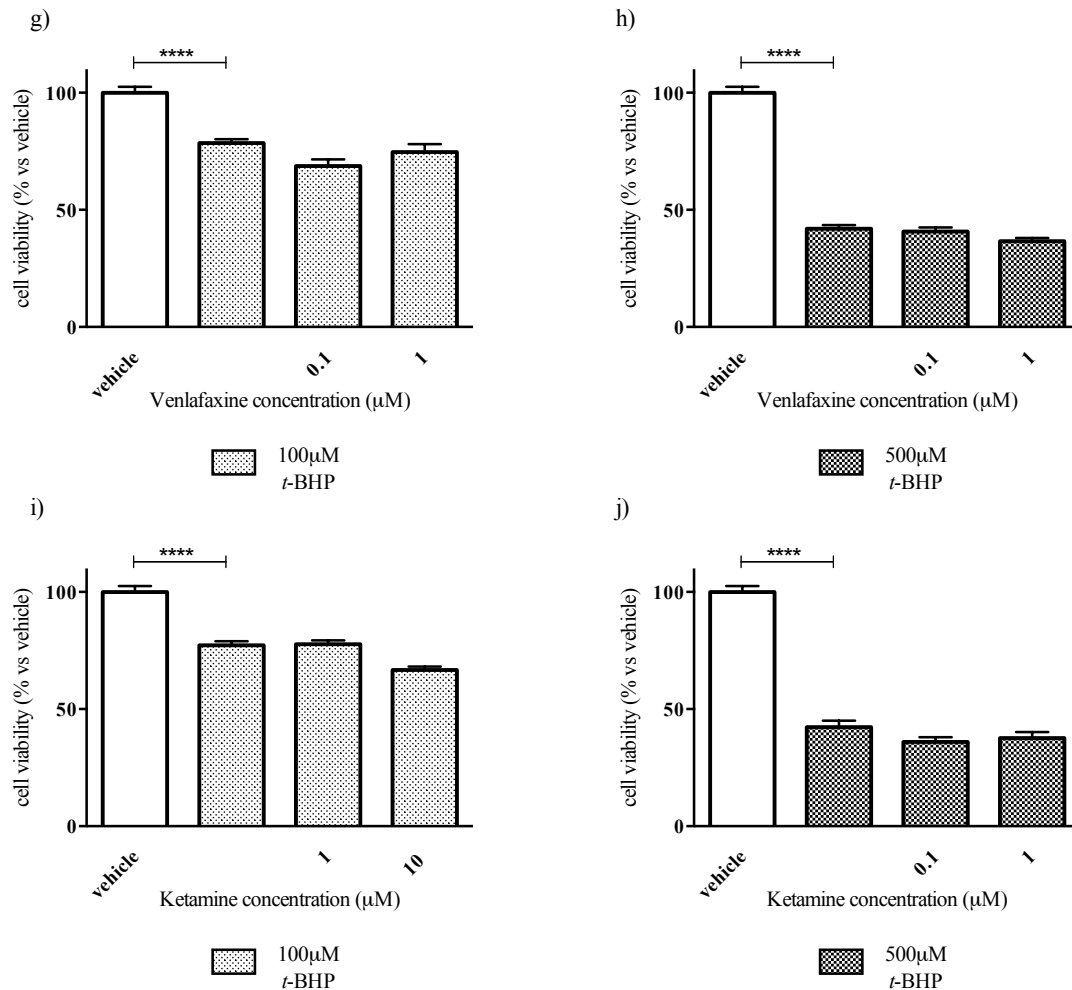 g)
****
cell viability (% vs vehicle)
100
50
0
vehicle
0.1
1
Venlafaxine concentration (μM)
100μM
t-BHP
h)
****
cell viability (% vs vehicle)
100
50
0
vehicle
0.1
1
Venlafaxine concentration (μM)
500μM
t-BHP
i)
****
cell viability (% vs vehicle)
100
50
0
vehicle
1
10
Ketamine concentration (μM)
100μM
t-BHP
j)
****
cell viability (% vs vehicle)
100
50
0
vehicle
0.1
1
Ketamine concentration (μM)
500μM
t-BHP